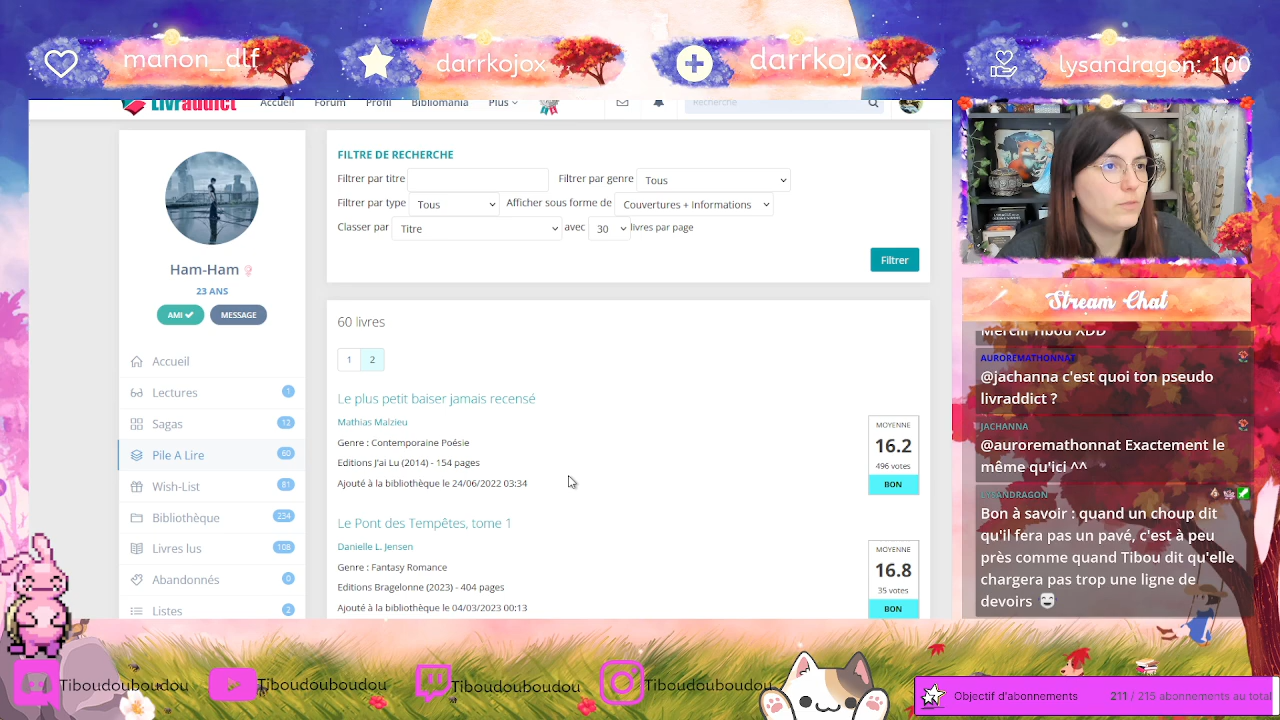 manon_dlf
darrkojox
darrkojox
lysandragon: 100
Livraddict
Accueil
Forum
Profil
Bibliomania
Plus
Recherche
FILTRE DE RECHERCHE
Filtrer par titre
Filtrer par genre
Tous
Filtrer par type
Tous
Afficher sous forme de
Couvertures + Informations
Classer par
Titre
avec
30
livres par page
Filtrer
Ham-Ham
23 ANS
AMI
MESSAGE
Accueil
Lectures 1
Sagas 12
Pile A Lire 60
Wish-List 81
Bibliothèque 234
Livres lus 108
Abandonnés 0
Listes 2
60 livres
1 2
Le plus petit baiser jamais recensé
Mathias Malzieu
Genre : Contemporaine Poésie
Editions J'ai Lu (2014) - 154 pages
Ajouté à la bibliothèque le 24/06/2022 03:34
MOYENNE
16.2
496 votes
BON
Le Pont des Tempêtes, tome 1
Danielle L. Jensen
Genre : Fantasy Romance
Editions Bragelonne (2023) - 404 pages
Ajouté à la bibliothèque le 04/03/2023 00:13
MOYENNE
16.8
35 votes
BON
Stream Chat
Merciii Tibou XDD
AUROREMATHONNAT
@jachanna c'est quoi ton pseudo
livraddict ?
JACHANNA
@auroremathonnat Exactement le
même qu'ici ^^
LYSANDRAGON
Bon à savoir : quand un choup dit
qu'il fera pas un pavé, c'est à peu
près comme quand Tibou dit qu'elle
chargera pas trop une ligne de
devoirs
Tiboudouboudou
Tiboudouboudou
Tiboudouboudou
Tiboudouboudou
Objectif d'abonnements
211 / 215 abonnements au total